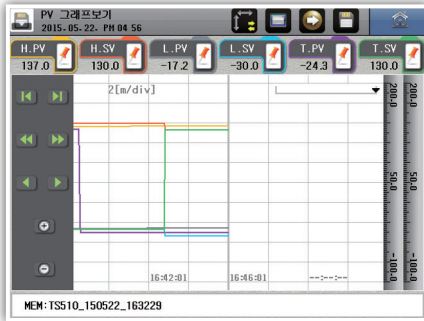 PV 그래프보기
2015.05.22. PM 04 56
H.PV H.SV L.PV L.SV T.PV T.SV
137.0 130.0 -17.2 -30.0 -24.3 130.0
2[m/div]
200.0 200.0
50.0 50.0
-100.0 -100.0
16:42:01 16:46:01 --:--:--
MEM:TS510_150522_163229